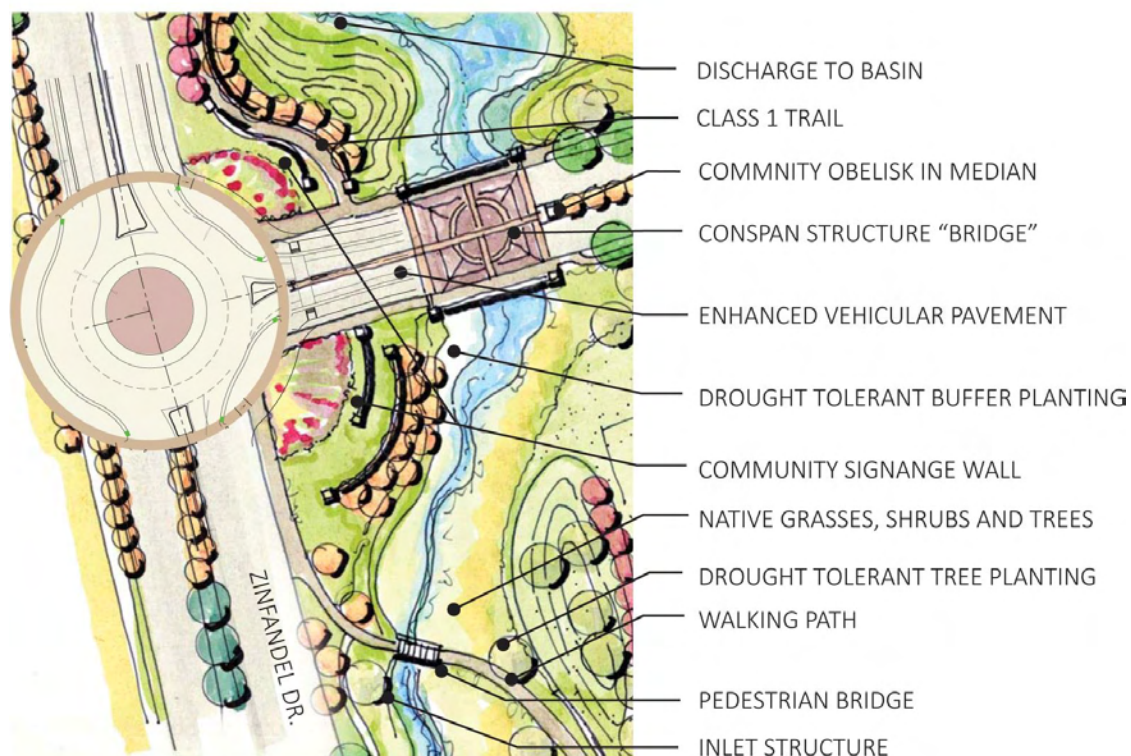 DISCHARGE TO BASIN
CLASS 1 TRAIL
COMMNITY OBELISK IN MEDIAN
CONSPAN STRUCTURE “BRIDGE”
ENHANCED VEHICULAR PAVEMENT
DROUGHT TOLERANT BUFFER PLANTING
COMMUNITY SIGNANGE WALL
NATIVE GRASSES, SHRUBS AND TREES
DROUGHT TOLERANT TREE PLANTING
WALKING PATH
PEDESTRIAN BRIDGE
INLET STRUCTURE
ZINFANDEL DR.